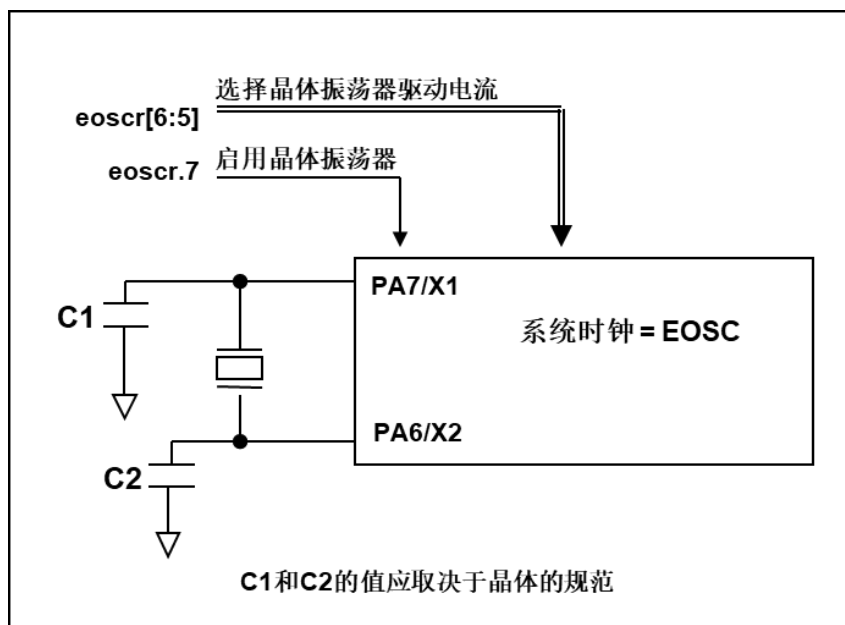 选择晶体振荡器驱动电流
eoscr[6:5]
启用晶体振荡器
eoscr.7
PA7/X1
C1
系统时钟 = EOSC
PA6/X2
C2
C1和C2的值应取决于晶体的规范